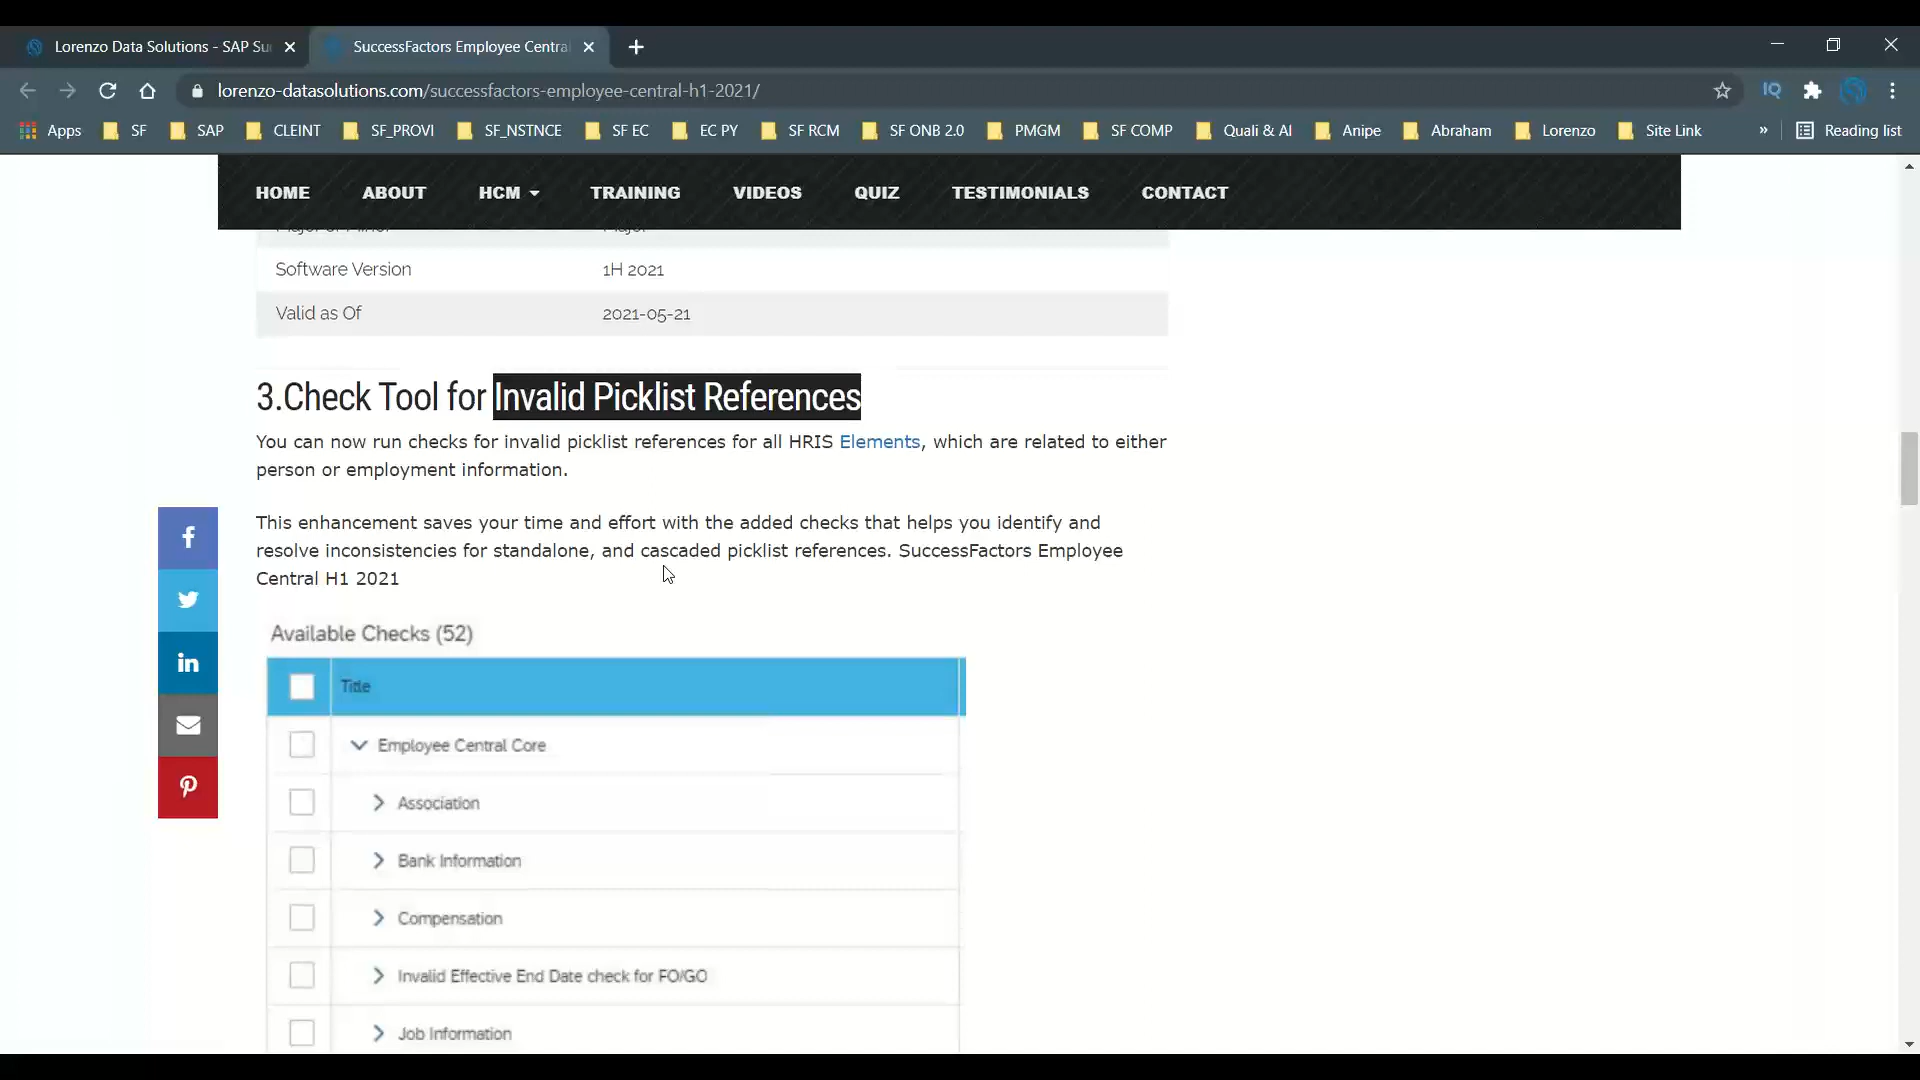 Lorenzo Data Solutions - SAP Su
SuccessFactors Employee Centra
lorenzo-datasolutions.com/successfactors-employee-central-h1-2021/
IQ
Apps SF SAP CLEINT SF_PROVI SF_NSTNCE SF EC EC PY SF RCM SF ONB 2.0 PMGM SF COMP Quali & AI Anipe Abraham Lorenzo Site Link » Reading list
HOME ABOUT HCM TRAINING VIDEOS QUIZ TESTIMONIALS CONTACT
Major or Minor Major
Software Version 1H 2021
Valid as Of 2021-05-21
3.Check Tool for Invalid Picklist References
You can now run checks for invalid picklist references for all HRIS Elements, which are related to either
person or employment information.
This enhancement saves your time and effort with the added checks that helps you identify and
resolve inconsistencies for standalone, and cascaded picklist references. SuccessFactors Employee
Central H1 2021
Available Checks (52)
Title
Employee Central Core
Association
Bank Information
Compensation
Invalid Effective End Date check for FO/GO
Job Information